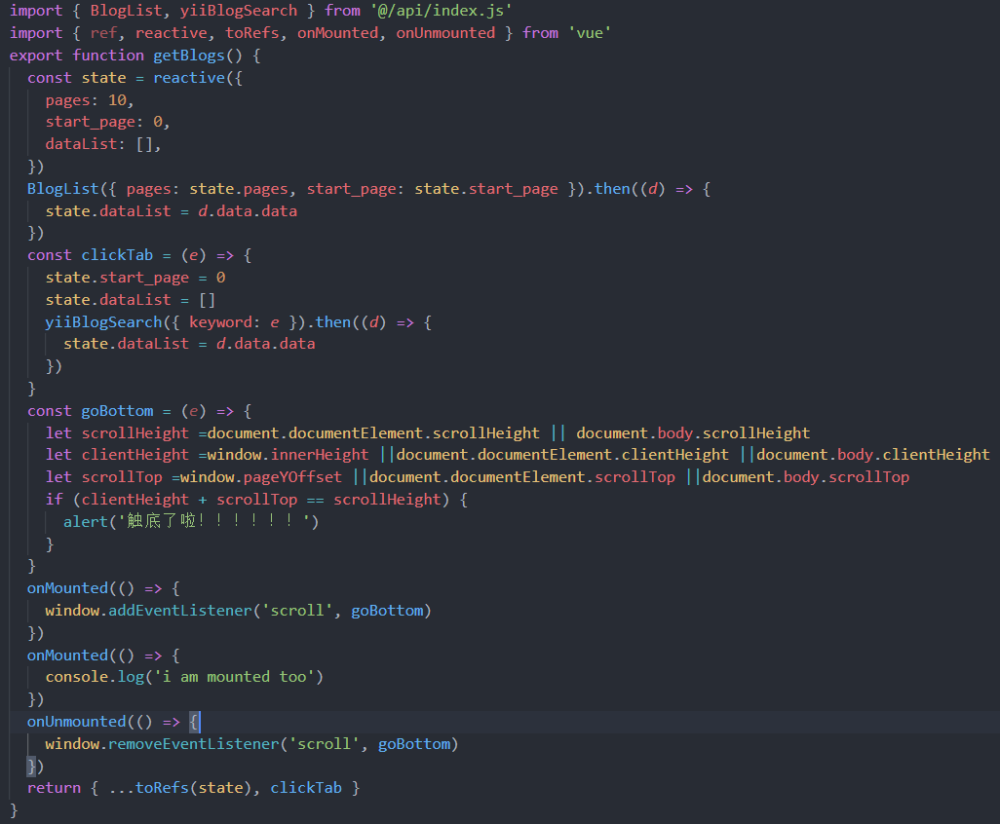 import { BlogList, yiiBlogSearch } from '@/api/index.js'
import { ref, reactive, toRefs, onMounted, onUnmounted } from 'vue'
export function getBlogs() {
  const state = reactive({
    pages: 10,
    start_page: 0,
    dataList: [],
  })
  BlogList({ pages: state.pages, start_page: state.start_page }).then((d) => {
    state.dataList = d.data.data
  })
  const clickTab = (e) => {
    state.start_page = 0
    state.dataList = []
    yiiBlogSearch({ keyword: e }).then((d) => {
      state.dataList = d.data.data
    })
  }
  const goBottom = (e) => {
    let scrollHeight =document.documentElement.scrollHeight || document.body.scrollHeight
    let clientHeight =window.innerHeight ||document.documentElement.clientHeight ||document.body.clientHeight
    let scrollTop =window.pageYOffset ||document.documentElement.scrollTop ||document.body.scrollTop
    if (clientHeight + scrollTop == scrollHeight) {
      alert('触底了啦！！！！！！')
    }
  }
  onMounted(() => {
    window.addEventListener('scroll', goBottom)
  })
  onMounted(() => {
    console.log('i am mounted too')
  })
  onUnmounted(() => {
    window.removeEventListener('scroll', goBottom)
  })
  return { ...toRefs(state), clickTab }
}